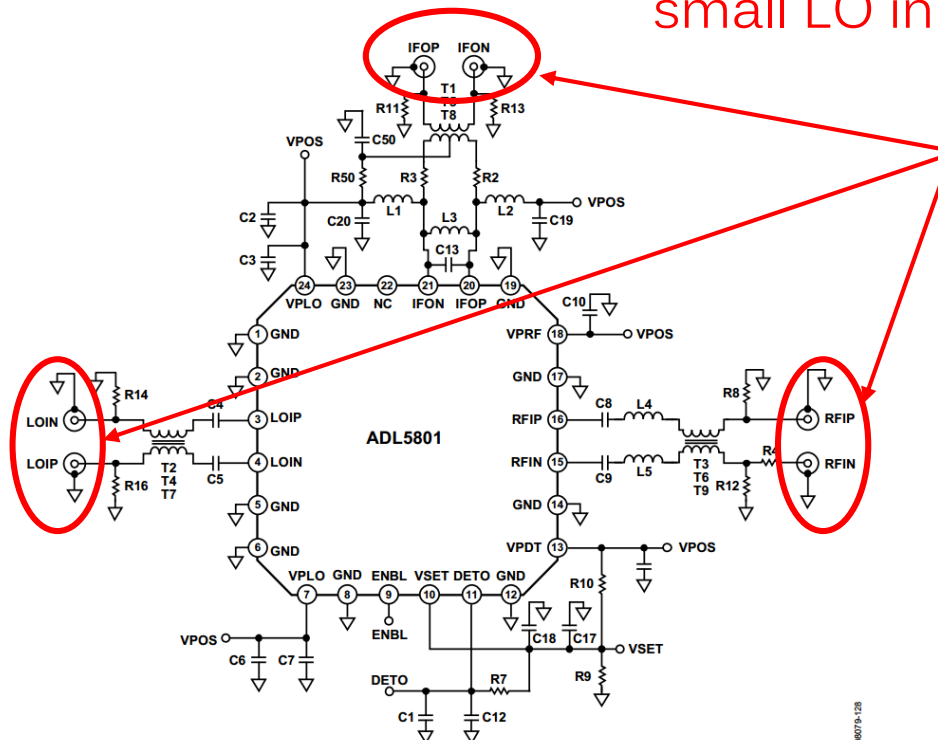 small LO in
IFOP IFON
T1
T8
R11
R13
C50
VPOS
R50
R3
R2
L1
L2
VPOS
C2
C20
L3
C19
C3
C13
24 23 22 21 20 19
VPLO GND NC IFON IFOP GND
C10
1 GND
VPRF 18
VPOS
2 GND
GND 17
R14
R8
C4
C8 L4
LOIN
3 LOIP
RFIP 16
RFIP
ADL5801
LOIP
4 LOIN
RFIN 15
RFIN
R4
C5
C9 L5
R16
T2
T4
T7
T3
T6
T9
R12
5 GND
GND 14
6 GND
VPDT 13
VPOS
VPLO GND ENBL VSET DETO GND
7 8 9 10 11 12
R10
ENBL
C18 C17
VPOS
VSET
C6 C7
R9
DETO
R7
C1 C12
08079-128